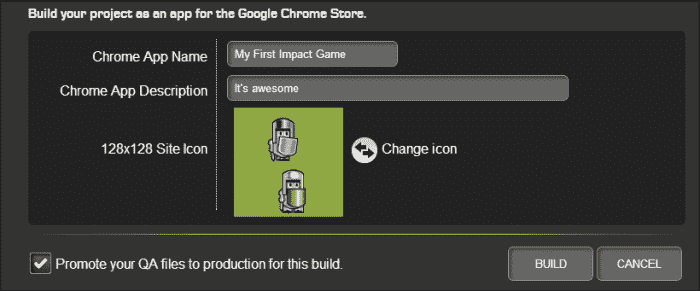 Build your project as an app for the Google Chrome Store.
Chrome App Name My First Impact Game
Chrome App Description It's awesome
128x128 Site Icon Change icon
Promote your QA files to production for this build. BUILD CANCEL